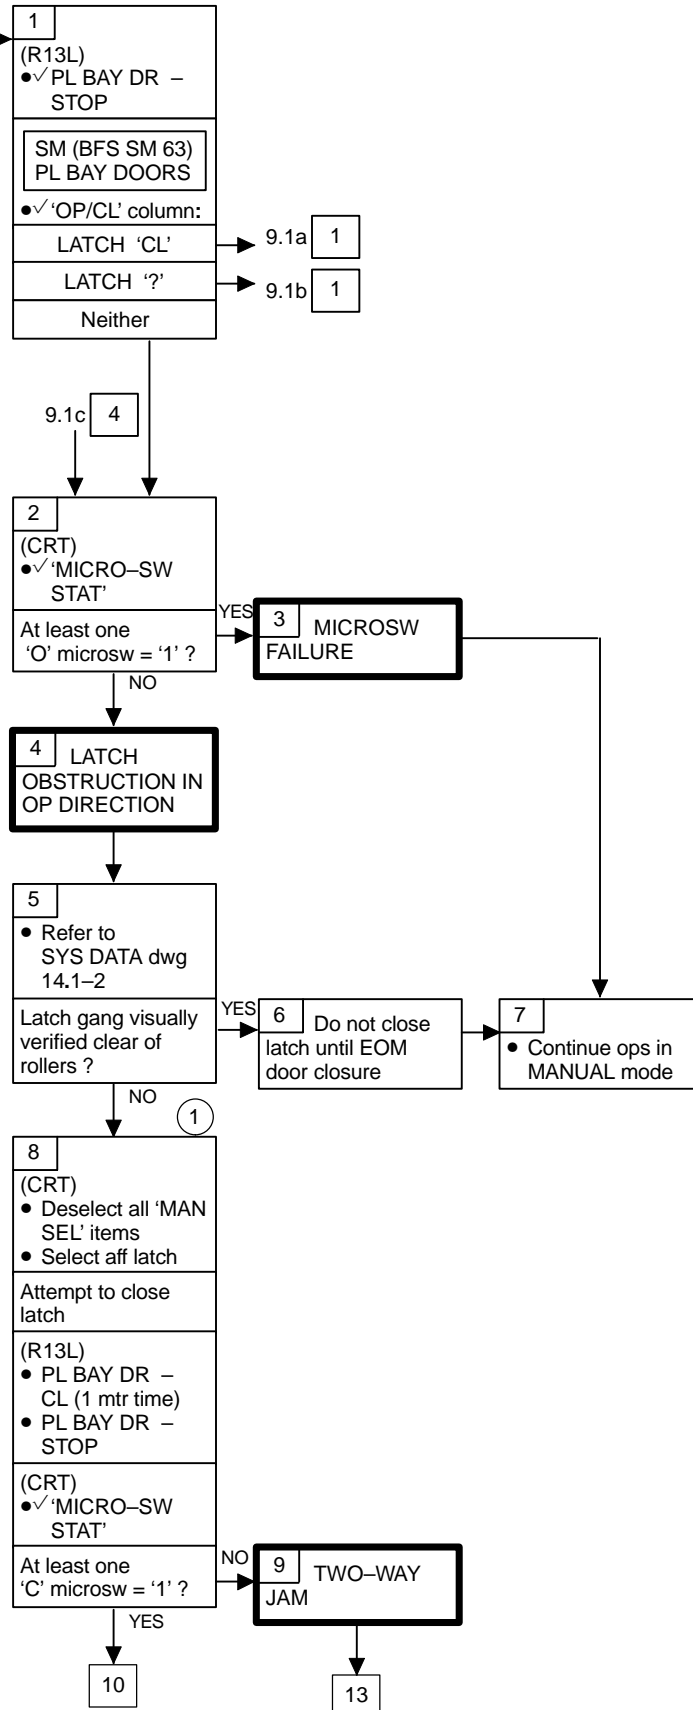 1
(R13L)
●✓PL BAY DR –
STOP
SM (BFS SM 63)
PL BAY DOORS
●✓‘OP/CL’ column:
LATCH ‘CL’
9.1a 1
LATCH ‘?’
9.1b 1
Neither
9.1c 4
2
(CRT)
●✓‘MICRO–SW
STAT’
At least one
‘O’ microsw = ‘1’ ?
YES
3 MICROSW
FAILURE
NO
4 LATCH
OBSTRUCTION IN
OP DIRECTION
5
● Refer to
SYS DATA dwg
14.1–2
Latch gang visually
verified clear of
rollers ?
YES
6 Do not close
latch until EOM
door closure
7
● Continue ops in
MANUAL mode
NO
1
8
(CRT)
● Deselect all ‘MAN
SEL’ items
● Select aff latch
Attempt to close
latch
(R13L)
● PL BAY DR –
CL (1 mtr time)
● PL BAY DR –
STOP
(CRT)
●✓‘MICRO–SW
STAT’
At least one
‘C’ microsw = ‘1’ ?
NO
9 TWO–WAY
JAM
YES
10
13